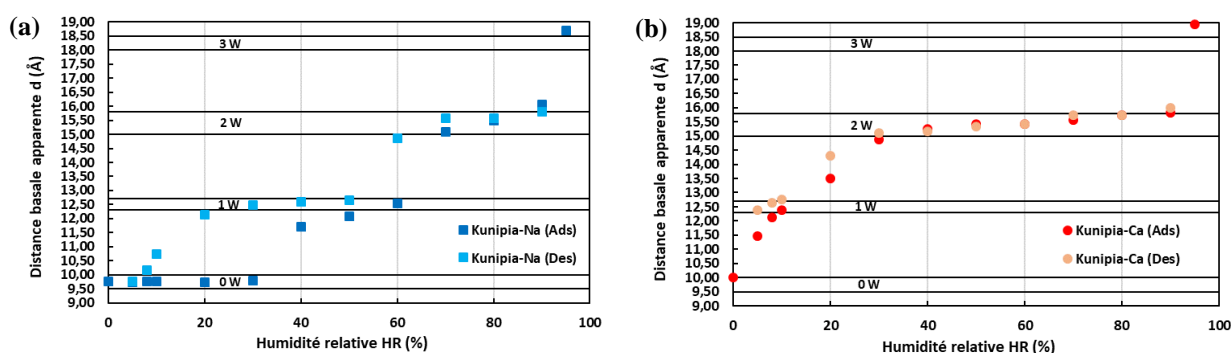 (a)
Distance basale apparente d (Å)
19,00
18,50
18,00
17,50
17,00
16,50
16,00
15,50
15,00
14,50
14,00
13,50
13,00
12,50
12,00
11,50
11,00
10,50
10,00
9,50
9,00
3 W
2 W
1 W
0 W
Kunipia-Na (Ads)
Kunipia-Na (Des)
0 20 40 60 80 100
Humidité relative HR (%)
(b)
Distance basale apparente d (Å)
19,00
18,50
18,00
17,50
17,00
16,50
16,00
15,50
15,00
14,50
14,00
13,50
13,00
12,50
12,00
11,50
11,00
10,50
10,00
9,50
9,00
3 W
2 W
1 W
0 W
Kunipia-Ca (Ads)
Kunipia-Ca (Des)
0 20 40 60 80 100
Humidité relative HR (%)